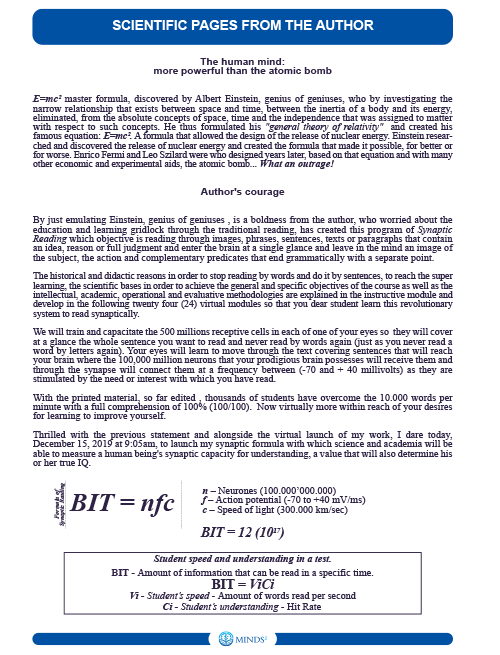 SCIENTIFIC PAGES FROM THE AUTHOR
The human mind:
more powerful than the atomic bomb
E=mc² master formula, discovered by Albert Einstein, genius of geniuses, who by investigating the
narrow relationship that exists between space and time, between the inertia of a body and its energy,
eliminated, from the absolute concepts of space, time and the independence that was assigned to matter
with respect to such concepts. He thus formulated his "general theory of relativity" and created his
famous equation: E=mc². A formula that allowed the design of the release of nuclear energy. Einstein resear-
ched and discovered the release of nuclear energy and created the formula that made it possible, for better or
for worse. Enrico Fermi and Leo Szilard were who designed years later, based on that equation and with many
other economic and experimental aids, the atomic bomb... What an outrage!
Author's courage
By just emulating Einstein, genius of geniuses , is a boldness from the author, who worried about the
education and learning gridlock through the traditional reading, has created this program of Synaptic
Reading which objective is reading through images, phrases, sentences, texts or paragraphs that contain
an idea, reason or full judgment and enter the brain at a single glance and leave in the mind an image of
the subject, the action and complementary predicates that end grammatically with a separate point.
The historical and didactic reasons in order to stop reading by words and do it by sentences, to reach the super
learning, the scientific bases in order to achieve the general and specific objectives of the course as well as the
intellectual, academic, operational and evaluative methodologies are explained in the instructive module and
develop in the following twenty four (24) virtual modules so that you dear student learn this revolutionary
system to read synaptically.
We will train and capacitate the 500 millions receptive cells in each of one of your eyes so they will cover
at a glance the whole sentence you want to read and never read by words again (just as you never read a
word by letters again). Your eyes will learn to move through the text covering sentences that will reach
your brain where the 100,000 million neurons that your prodigious brain possesses will receive them and
through the synapse will connect them at a frequency between (-70 and + 40 millivolts) as they are
stimulated by the need or interest with which you have read.
With the printed material, so far edited , thousands of students have overcome the 10.000 words per
minute with a full comprehension of 100% (100/100). Now virtually more within reach of your desires
for learning to improve yourself.
Thrilled with the previous statement and alongside the virtual launch of my work, I dare today,
December 15, 2019 at 9:05am, to launch my synaptic formula with which science and academia will be
able to measure a human being's synaptic capacity for understanding, a value that will also determine his
or her true IQ.
Formula of
Synaptic Reading
BIT = nfc
n – Neurones (100.000'000.000)
f – Action potential (-70 to +40 mV/ms)
c – Speed of light (300.000 km/sec)
BIT = 12 (10¹⁷)
Student speed and understanding in a test.
BIT - Amount of information that can be read in a specific time.
BIT = ViCi
Vi - Student's speed - Amount of words read per second
Ci - Student's understanding - Hit Rate
MINDS²